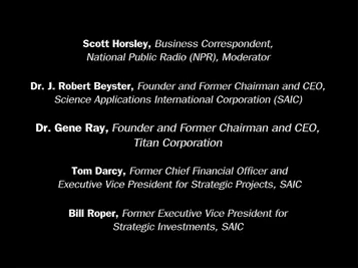 Scott Horsley, Business Correspondent,
National Public Radio (NPR), Moderator
Dr. J. Robert Beyster, Founder and Former Chairman and CEO,
Science Applications International Corporation (SAIC)
Dr. Gene Ray, Founder and Former Chairman and CEO,
Titan Corporation
Tom Darcy, Former Chief Financial Officer and
Executive Vice President for Strategic Projects, SAIC
Bill Roper, Former Executive Vice President for
Strategic Investments, SAIC